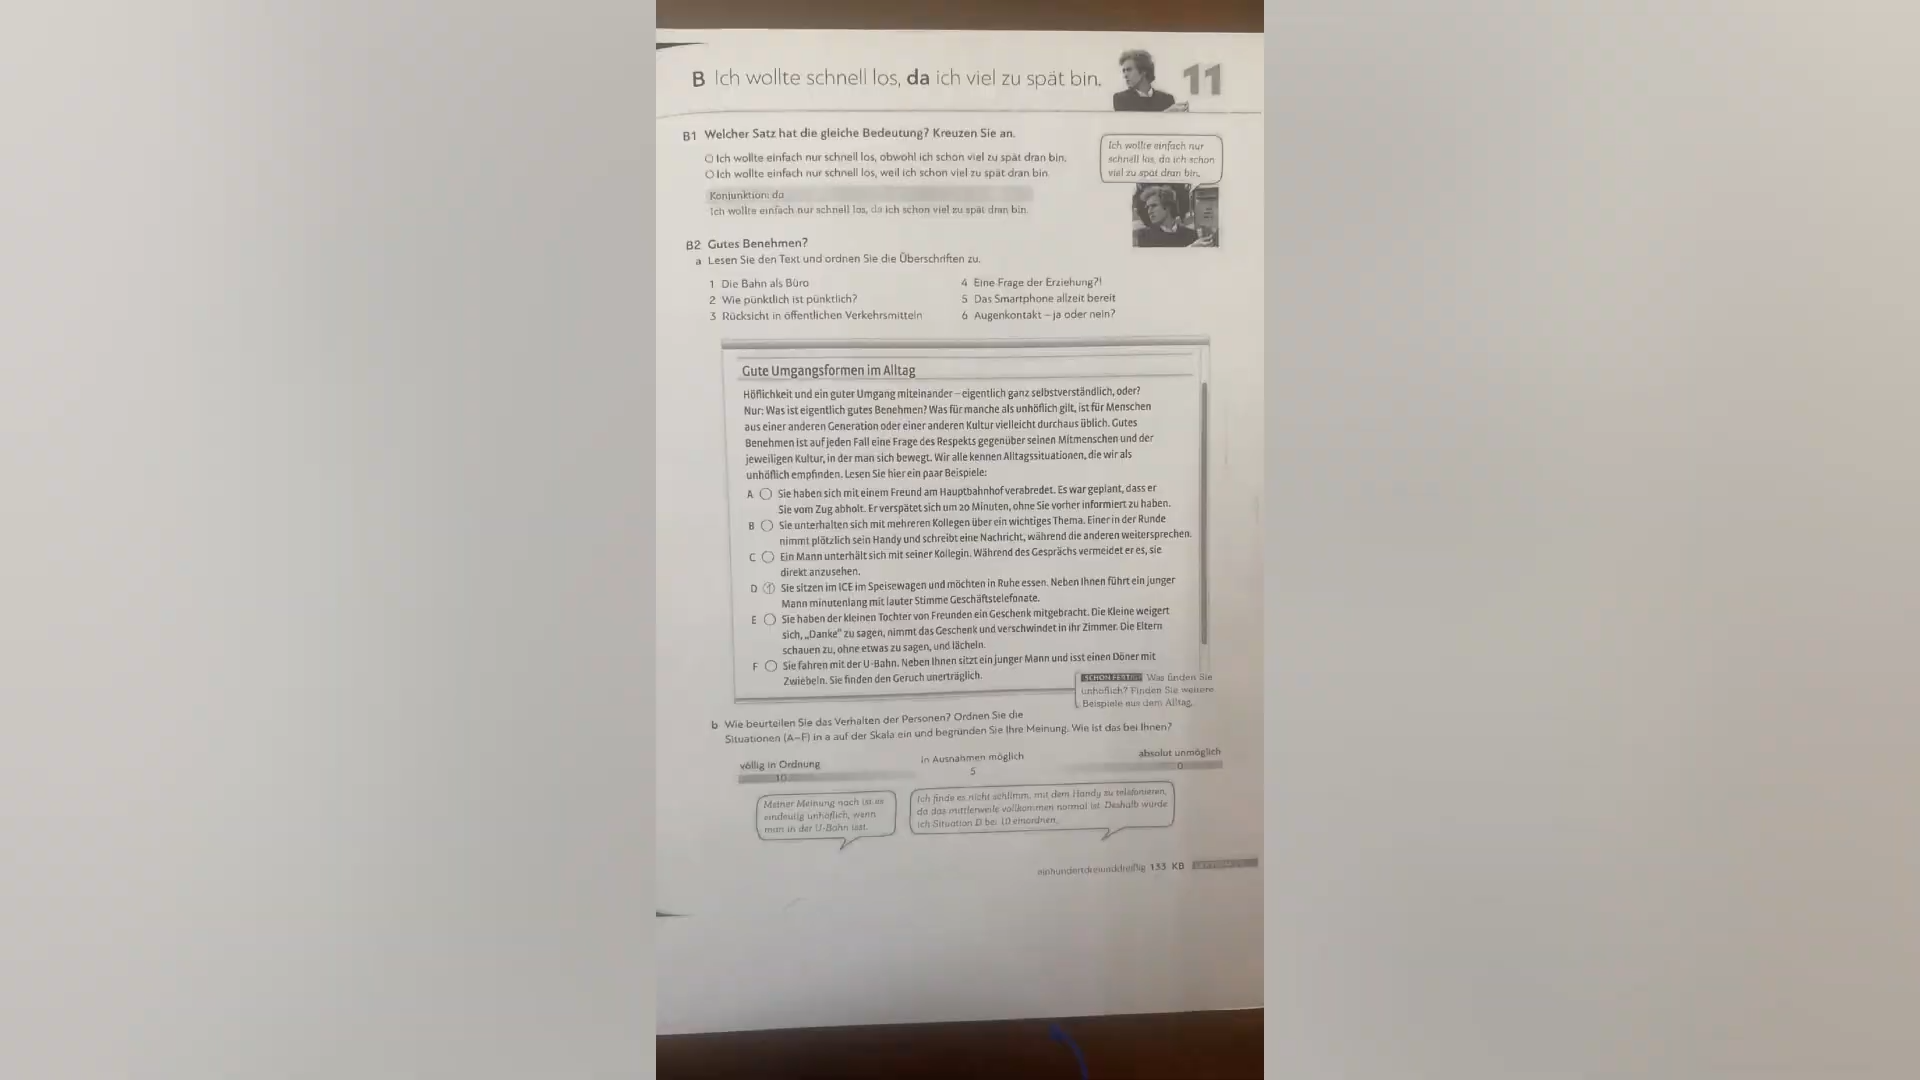 B Ich wollte schnell los, da ich viel zu spät bin.
11
B1 Welcher Satz hat die gleiche Bedeutung? Kreuzen Sie an.
Ich wollte einfach nur schnell los, obwohl ich schon viel zu spät dran bin.
Ich wollte einfach nur schnell los, weil ich schon viel zu spät dran bin.
Konjunktion: da
Ich wollte einfach nur schnell los, da ich schon viel zu spät dran bin.
Ich wollte einfach nur
schnell los, da ich schon
viel zu spät dran bin.
B2 Gutes Benehmen?
a Lesen Sie den Text und ordnen Sie die Überschriften zu.
1 Die Bahn als Büro
2 Wie pünktlich ist pünktlich?
3 Rücksicht in öffentlichen Verkehrsmitteln
4 Eine Frage der Erziehung?!
5 Das Smartphone allzeit bereit
6 Augenkontakt – ja oder nein?
Gute Umgangsformen im Alltag
Höflichkeit und ein guter Umgang miteinander – eigentlich ganz selbstverständlich, oder?
Nur: Was ist eigentlich gutes Benehmen? Was für manche als unhöflich gilt, ist für Menschen
aus einer anderen Generation oder einer anderen Kultur vielleicht durchaus üblich. Gutes
Benehmen ist auf jeden Fall eine Frage des Respekts gegenüber seinen Mitmenschen und der
jeweiligen Kultur, in der man sich bewegt. Wir alle kennen Alltagssituationen, die wir als
unhöflich empfinden. Lesen Sie hier ein paar Beispiele:
A Sie haben sich mit einem Freund am Hauptbahnhof verabredet. Es war geplant, dass er
Sie vom Zug abholt. Er verspätet sich um 20 Minuten, ohne Sie vorher informiert zu haben.
B Sie unterhalten sich mit mehreren Kollegen über ein wichtiges Thema. Einer in der Runde
nimmt plötzlich sein Handy und schreibt eine Nachricht, während die anderen weitersprechen.
C Ein Mann unterhält sich mit seiner Kollegin. Während des Gesprächs vermeidet er es, sie
direkt anzusehen.
D 1 Sie sitzen im ICE im Speisewagen und möchten in Ruhe essen. Neben Ihnen führt ein junger
Mann minutenlang mit lauter Stimme Geschäftstelefonate.
E Sie haben der kleinen Tochter von Freunden ein Geschenk mitgebracht. Die Kleine weigert
sich, „Danke“ zu sagen, nimmt das Geschenk und verschwindet in ihr Zimmer. Die Eltern
schauen zu, ohne etwas zu sagen, und lächeln.
F Sie fahren mit der U-Bahn. Neben Ihnen sitzt ein junger Mann und isst einen Döner mit
Zwiebeln. Sie finden den Geruch unerträglich.
SCHON FERTIG? Was finden Sie
unhöflich? Finden Sie weitere
Beispiele aus dem Alltag.
b Wie beurteilen Sie das Verhalten der Personen? Ordnen Sie die
Situationen (A–F) in a auf der Skala ein und begründen Sie Ihre Meinung. Wie ist das bei Ihnen?
völlig in Ordnung
10
in Ausnahmen möglich
5
absolut unmöglich
0
Meiner Meinung nach ist es
eindeutig unhöflich, wenn
man in der U-Bahn isst.
Ich finde es nicht schlimm, mit dem Handy zu telefonieren,
da das mittlerweile vollkommen normal ist. Deshalb würde
ich Situation D bei 10 einordnen.
einhundertdreiunddreißig 133 KB